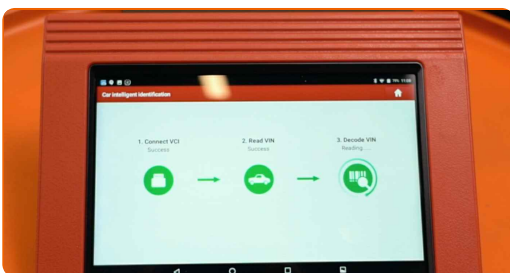 Car Intelligent Identification
1. Connect VCI
Success
2. Read VIN
Success
3. Decode VIN
Reading....